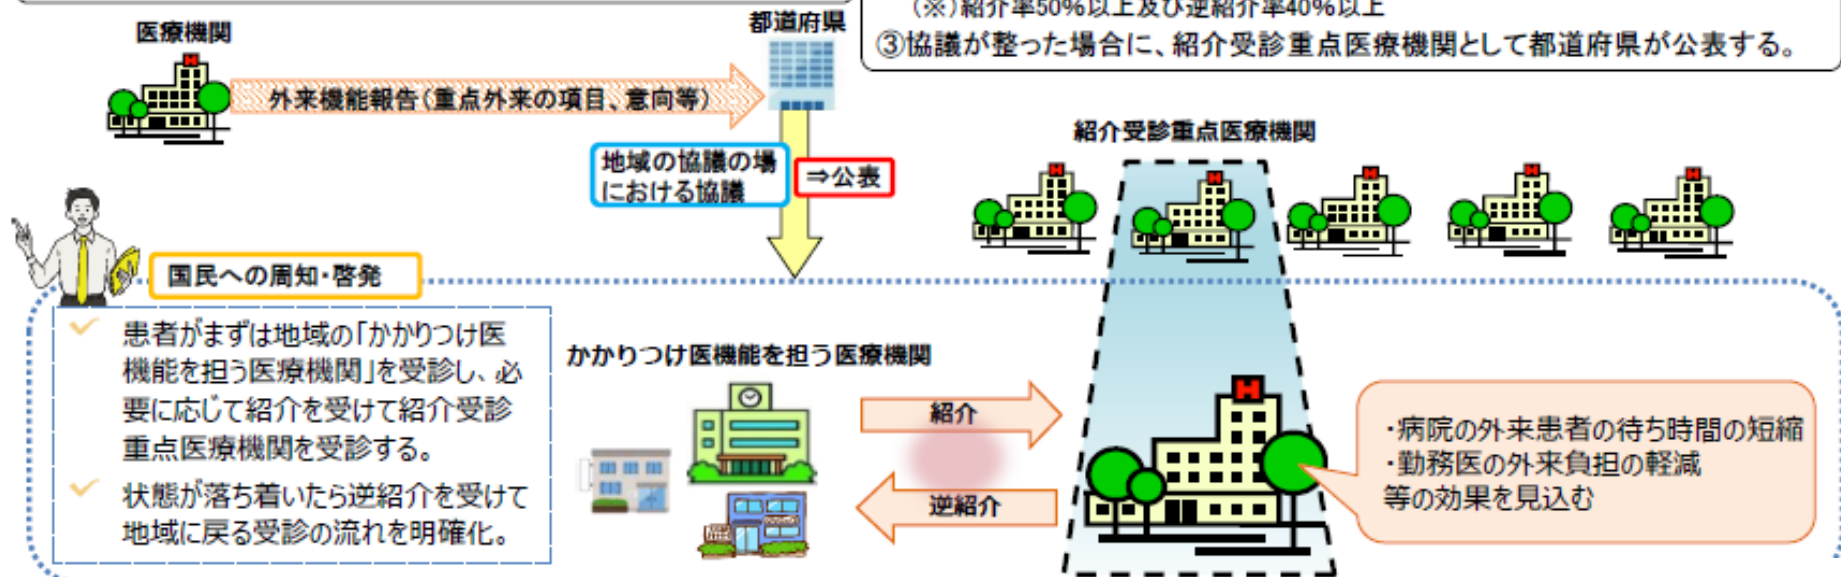 (※)紹介率50%以上及び逆紹介率40%以上
③協議が整った場合に、紹介受診重点医療機関として都道府県が公表する。
医療機関
都道府県
外来機能報告(重点外来の項目、意向等)
地域の協議の場
における協議
⇒公表
紹介受診重点医療機関
国民への周知・啓発
患者がまずは地域の「かかりつけ医
機能を担う医療機関」を受診し、必
要に応じて紹介を受けて紹介受診
重点医療機関を受診する。
状態が落ち着いたら逆紹介を受けて
地域に戻る受診の流れを明確化。
かかりつけ医機能を担う医療機関
紹介
逆紹介
・病院の外来患者の待ち時間の短縮
・勤務医の外来負担の軽減
等の効果を見込む
H
H
H
H
H
H
H